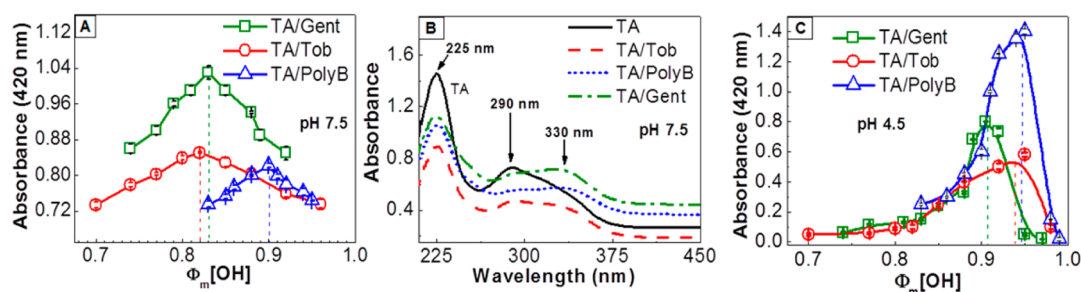 A
TA/Gent
TA/Tob
TA/PolyB
pH 7.5
Absorbance (420 nm)
1.12
1.04
0.96
0.88
0.80
0.72
0.7 0.8 0.9 1.0
Φm[OH]
B
TA
TA/Tob
TA/PolyB
TA/Gent
225 nm
TA
290 nm
330 nm
pH 7.5
Absorbance
1.6
1.2
0.8
0.4
225 300 375 450
Wavelength (nm)
C
TA/Gent
TA/Tob
TA/PolyB
pH 4.5
Absorbance (420 nm)
1.4
1.2
1.0
0.8
0.6
0.4
0.2
0.0
0.7 0.8 0.9 1.0
Φm[OH]